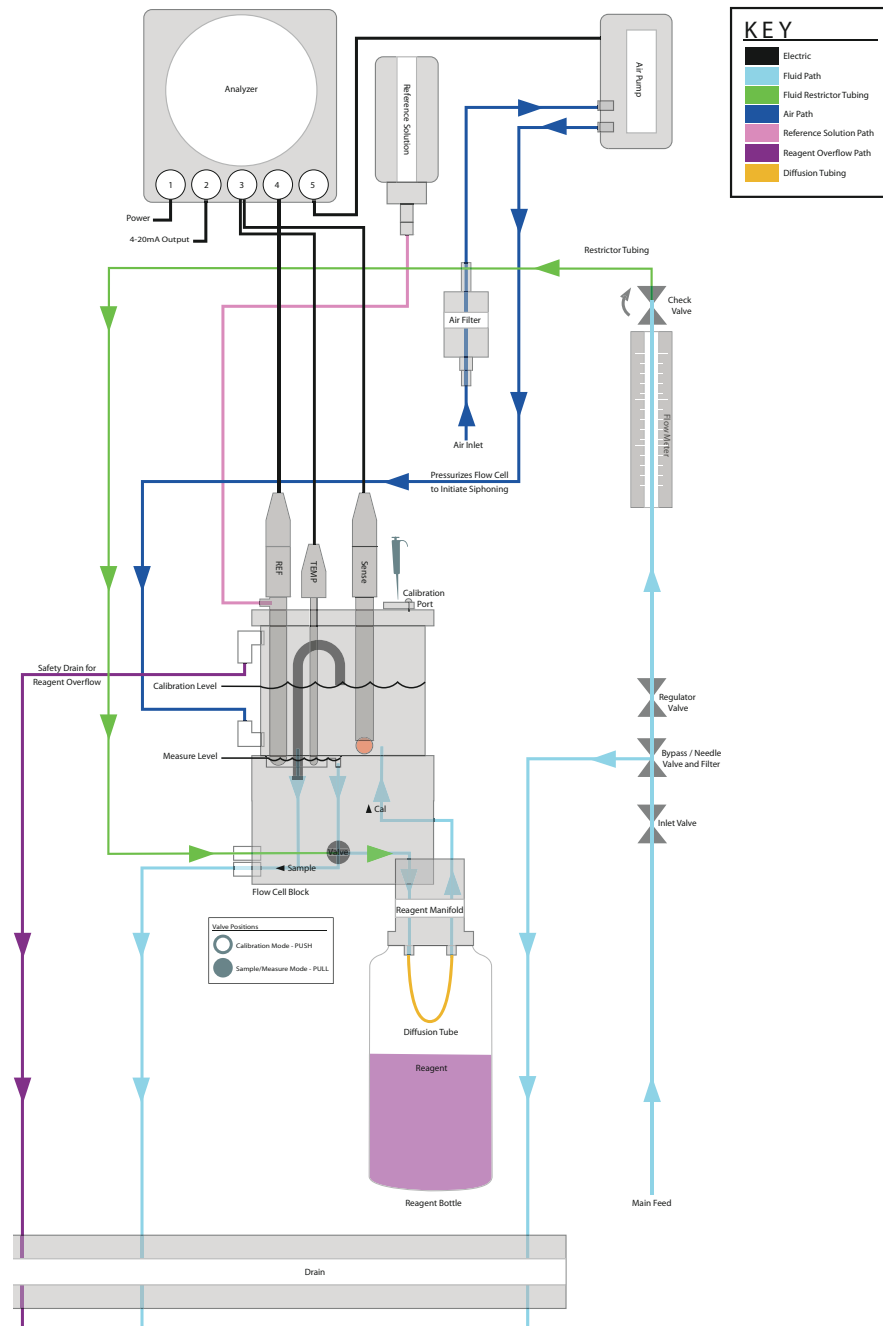 KEY
Electric
Fluid Path
Fluid Restrictor Tubing
Air Path
Reference Solution Path
Reagent Overflow Path
Diffusion Tubing
Analyzer
1
2
3
4
5
Power
4-20mA Output
Reference Solution
Air Pump
Restrictor Tubing
Check
Valve
Air Filter
Flow Meter
Air Inlet
Pressurizes Flow Cell
to Initiate Siphoning
REF
TEMP
Sense
Calibration
Port
Safety Drain for
Reagent Overflow
Calibration Level
Regulator
Valve
Measure Level
Bypass / Needle
Valve and Filter
Cal
Inlet Valve
Valve
Sample
Flow Cell Block
Reagent Manifold
Valve Positions
Calibration Mode - PUSH
Sample/Measure Mode - PULL
Diffusion Tube
Reagent
Reagent Bottle
Main Feed
Drain